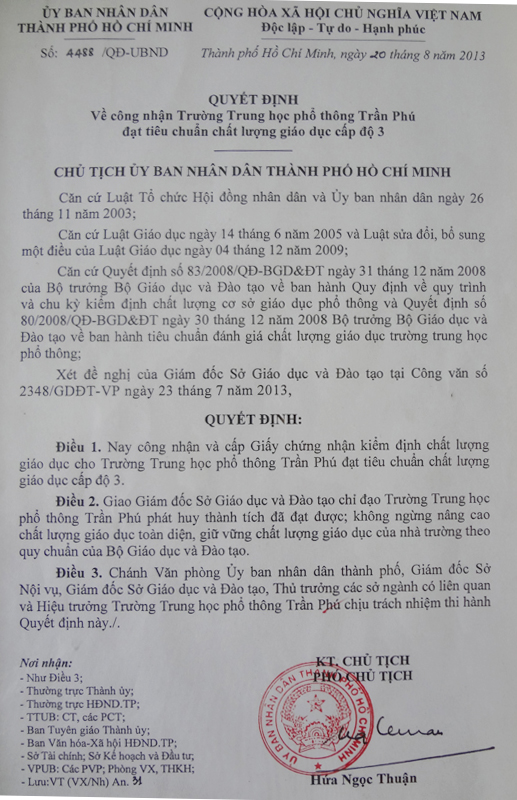 ỦY BAN NHÂN DÂN
THÀNH PHỐ HỒ CHÍ MINH
Số: 4488 /QĐ-UBND
CỘNG HÒA XÃ HỘI CHỦ NGHĨA VIỆT NAM
Độc lập - Tự do - Hạnh phúc
Thành phố Hồ Chí Minh, ngày 20 tháng 8 năm 2013
QUYẾT ĐỊNH
Về công nhận Trường Trung học phổ thông Trần Phú
đạt tiêu chuẩn chất lượng giáo dục cấp độ 3
CHỦ TỊCH ỦY BAN NHÂN DÂN THÀNH PHỐ HỒ CHÍ MINH
Căn cứ Luật Tổ chức Hội đồng nhân dân và Ủy ban nhân dân ngày 26
tháng 11 năm 2003;
Căn cứ Luật Giáo dục ngày 14 tháng 6 năm 2005 và Luật sửa đổi, bổ sung
một điều của Luật Giáo dục ngày 04 tháng 12 năm 2009;
Căn cứ Quyết định số 83/2008/QĐ-BGD&ĐT ngày 31 tháng 12 năm 2008
của Bộ trưởng Bộ Giáo dục và Đào tạo về ban hành Quy định về quy trình
và chu kỳ kiểm định chất lượng cơ sở giáo dục phổ thông và Quyết định số
80/2008/QĐ-BGD&ĐT ngày 30 tháng 12 năm 2008 Bộ trưởng Bộ Giáo dục và
Đào tạo về ban hành tiêu chuẩn đánh giá chất lượng giáo dục trường trung học
phổ thông;
Xét đề nghị của Giám đốc Sở Giáo dục và Đào tạo tại Công văn số
2348/GDĐT-VP ngày 23 tháng 7 năm 2013,
QUYẾT ĐỊNH:
Điều 1. Nay công nhận và cấp Giấy chứng nhận kiểm định chất lượng
giáo dục cho Trường Trung học phổ thông Trần Phú đạt tiêu chuẩn chất lượng
giáo dục cấp độ 3.
Điều 2. Giao Giám đốc Sở Giáo dục và Đào tạo chỉ đạo Trường Trung học
phổ thông Trần Phú phát huy thành tích đã đạt được; không ngừng nâng cao
chất lượng giáo dục toàn diện, giữ vững chất lượng giáo dục của nhà trường theo
quy chuẩn của Bộ Giáo dục và Đào tạo.
Điều 3. Chánh Văn phòng Ủy ban nhân dân thành phố, Giám đốc Sở
Nội vụ, Giám đốc Sở Giáo dục và Đào tạo, Thủ trưởng các sở ngành có liên quan
và Hiệu trưởng Trường Trung học phổ thông Trần Phú chịu trách nhiệm thi hành
Quyết định này./.
Nơi nhận:
- Như Điều 3;
- Thường trực Thành ủy;
- Thường trực HĐND.TP;
- TTUB: CT, các PCT;
- Ban Tuyên giáo Thành ủy;
- Ban Văn hóa-Xã hội HĐND.TP;
- Sở Tài chính; Sở Kế hoạch và Đầu tư;
- VPUB: Các PVP; Phòng VX, THKH;
- Lưu:VT (VX/Nh) An.
KT. CHỦ TỊCH
PHÓ CHỦ TỊCH
ỦY BAN NHÂN DÂN THÀNH PHỐ HỒ CHÍ MINH
Hứa Ngọc Thuận